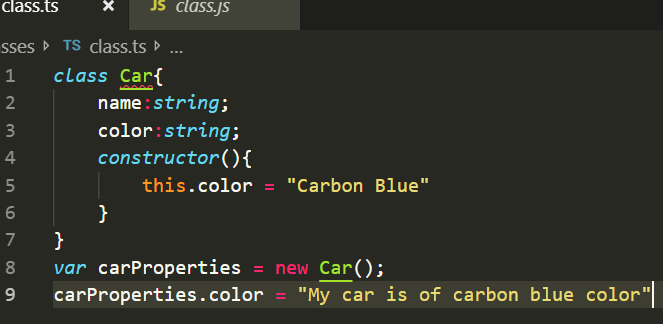 class.ts × JS class.js
sses > TS class.ts > ...
1 class Car{
2 name:string;
3 color:string;
4 constructor(){
5 this.color = "Carbon Blue"
6 }
7 }
8 var carProperties = new Car();
9 carProperties.color = "My car is of carbon blue color"